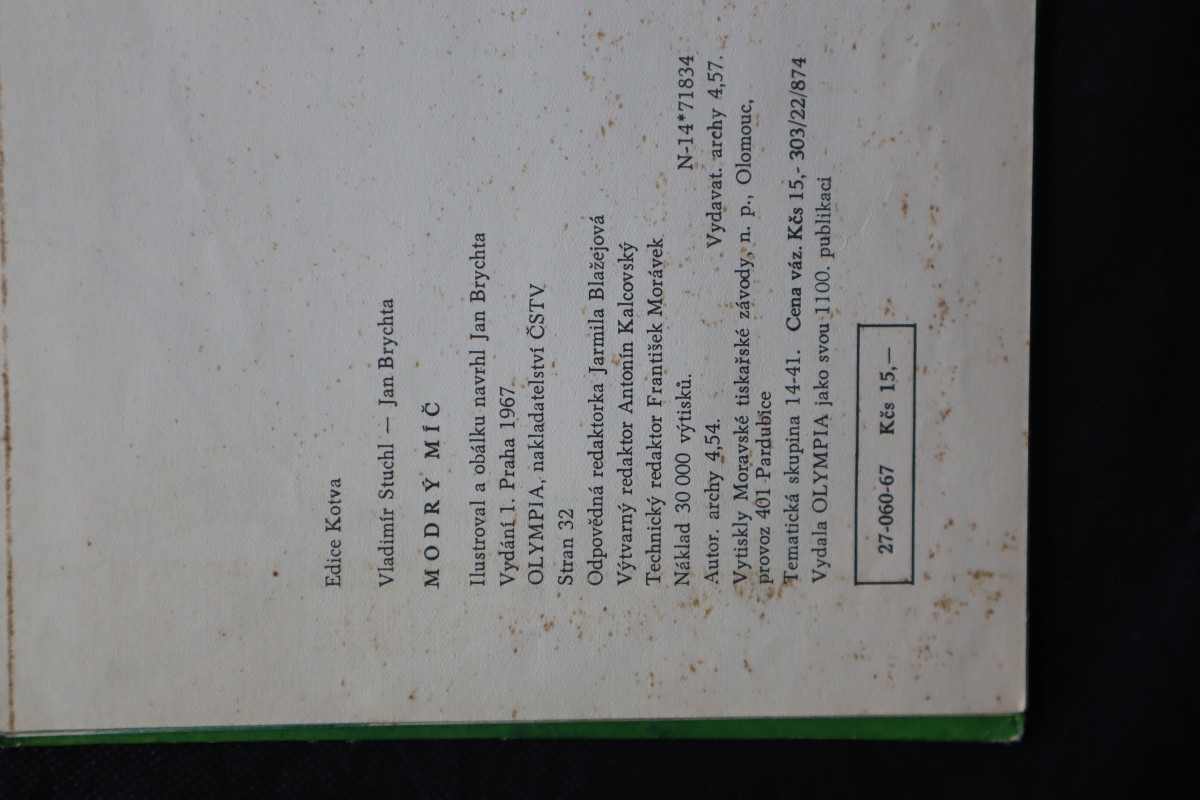 Edice Kotva
Vladimír Stuchl — Jan Brychta
MODRÝ MÍČ
Ilustroval a obálku navrhl Jan Brychta
Vydání 1. Praha 1967.
OLYMPIA, nakladatelství ČSTV
Stran 32
Odpovědná redaktorka Jarmila Blažejová
Výtvarný redaktor Antonín Kalcovský
Technický redaktor František Morávek
Náklad 30 000 výtisků. N-14*71834
Autor. archy 4,54. Vydavat. archy 4,57.
Vytiskly Moravské tiskařské závody, n. p., Olomouc,
provoz 401 Pardubice
Tematická skupina 14-41. Cena váz. Kčs 15,- 303/22/874
Vydala OLYMPIA jako svou 1100. publikaci
27-060-67 Kčs 15,—